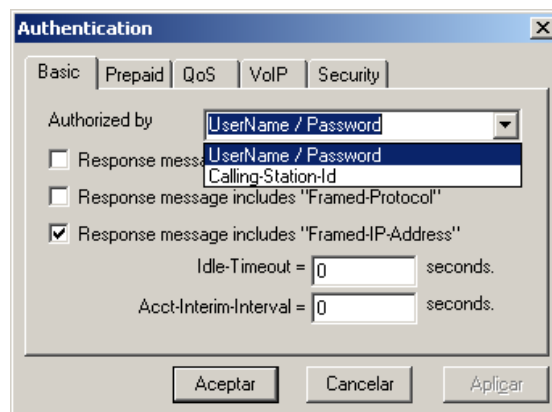 Authentication
Basic Prepaid QoS VoIP Security
Authorized by UserName / Password
UserName / Password
Response messa
Calling-Station-Id
Response message includes "Framed-Protocol"
Response message includes "Framed-IP-Address"
Idle-Timeout = 0 seconds.
Acct-Interim-Interval = 0 seconds.
Aceptar Cancelar Aplicar